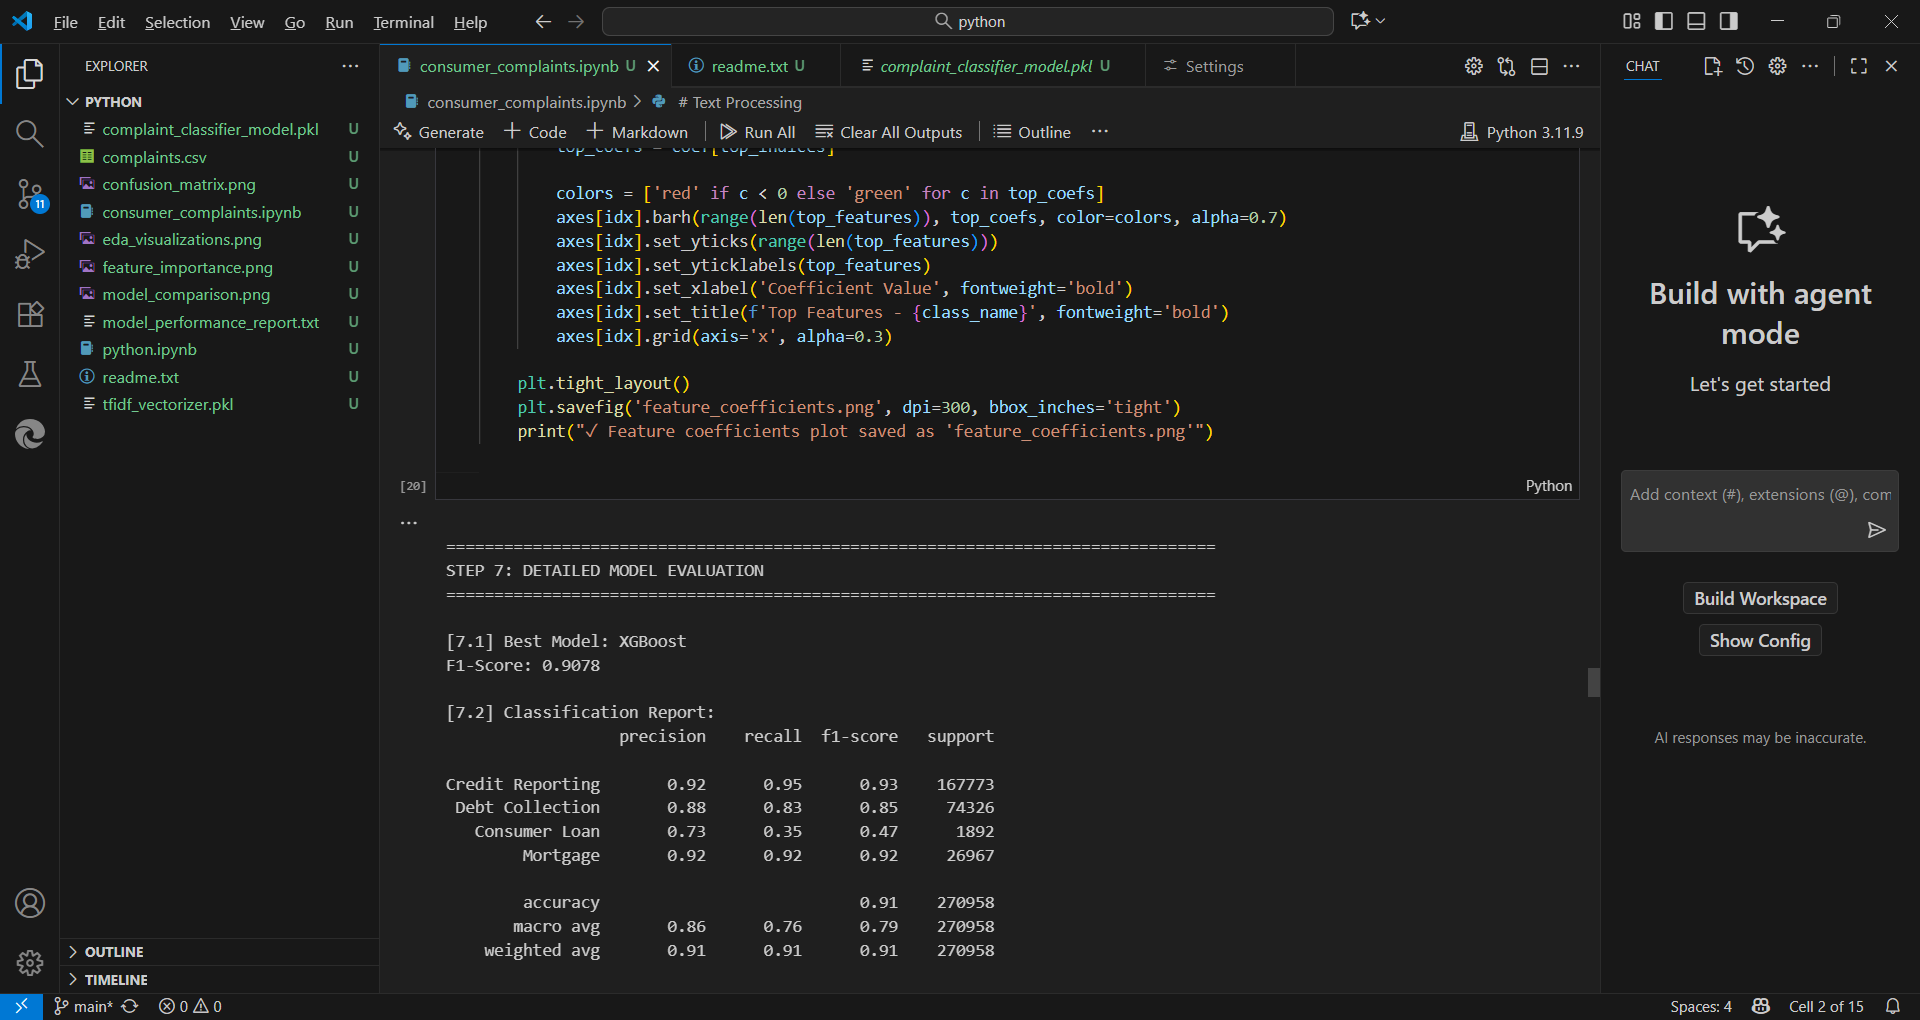 File Edit Selection View Go Run Terminal Help
python
EXPLORER
PYTHON
complaint_classifier_model.pkl U
complaints.csv U
confusion_matrix.png U
consumer_complaints.ipynb U
eda_visualizations.png U
feature_importance.png U
model_comparison.png U
model_performance_report.txt U
python.ipynb U
readme.txt U
tfidf_vectorizer.pkl U
11
OUTLINE
TIMELINE
consumer_complaints.ipynb U
readme.txt U
complaint_classifier_model.pkl U
Settings
consumer_complaints.ipynb > # Text Processing
Generate + Code + Markdown Run All Clear All Outputs Outline ...
Python 3.11.9
top_coefs = coef[top_indices]
colors = ['red' if c < 0 else 'green' for c in top_coefs]
axes[idx].barh(range(len(top_features)), top_coefs, color=colors, alpha=0.7)
axes[idx].set_yticks(range(len(top_features)))
axes[idx].set_yticklabels(top_features)
axes[idx].set_xlabel('Coefficient Value', fontweight='bold')
axes[idx].set_title(f'Top Features - {class_name}', fontweight='bold')
axes[idx].grid(axis='x', alpha=0.3)
plt.tight_layout()
plt.savefig('feature_coefficients.png', dpi=300, bbox_inches='tight')
print("✓ Feature coefficients plot saved as 'feature_coefficients.png'")
[20]
Python
...
================================================================================
STEP 7: DETAILED MODEL EVALUATION
================================================================================
[7.1] Best Model: XGBoost
F1-Score: 0.9078
[7.2] Classification Report:
precision recall f1-score support
Credit Reporting 0.92 0.95 0.93 167773
Debt Collection 0.88 0.83 0.85 74326
Consumer Loan 0.73 0.35 0.47 1892
Mortgage 0.92 0.92 0.92 26967
accuracy 0.91 270958
macro avg 0.86 0.76 0.79 270958
weighted avg 0.91 0.91 0.91 270958
CHAT
Build with agent
mode
Let's get started
Add context (#), extensions (@), com
Build Workspace
Show Config
AI responses may be inaccurate.
main* 0 0
Spaces: 4 Cell 2 of 15